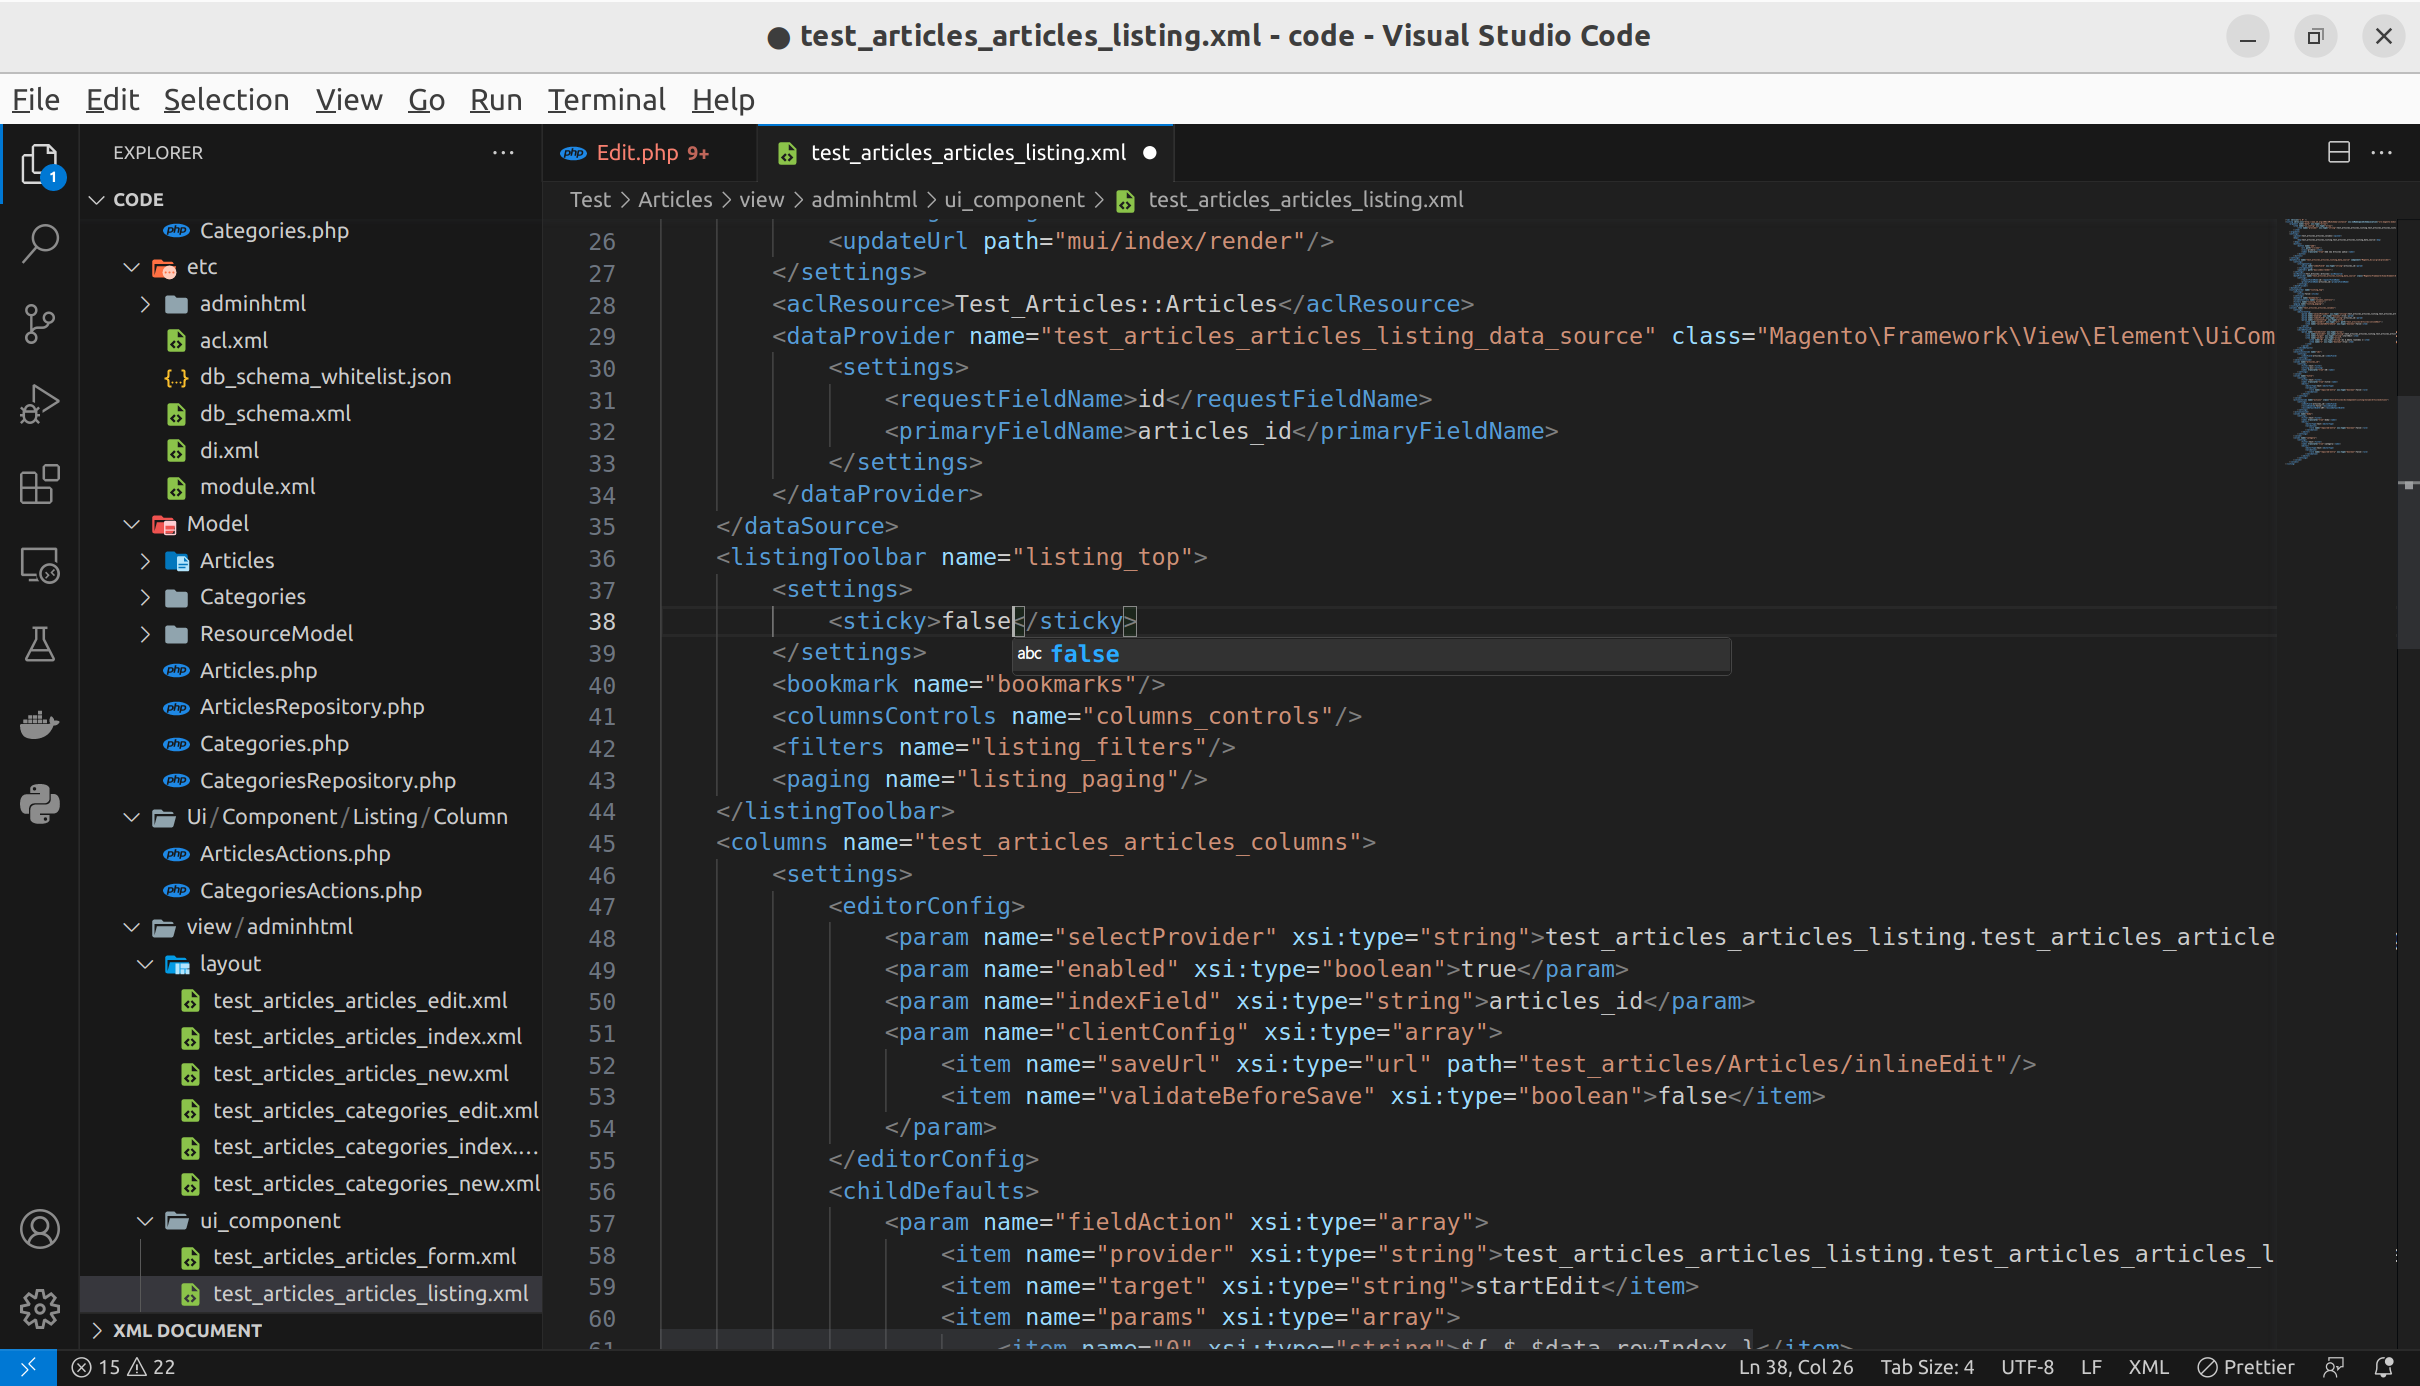 test_articles_articles_listing.xml - code - Visual Studio Code
File Edit Selection View Go Run Terminal Help
EXPLORER
CODE
Categories.php
etc
adminhtml
acl.xml
db_schema_whitelist.json
db_schema.xml
di.xml
module.xml
Model
Articles
Categories
ResourceModel
Articles.php
ArticlesRepository.php
Categories.php
CategoriesRepository.php
Ui/Component/Listing/Column
ArticlesActions.php
CategoriesActions.php
view/adminhtml
layout
test_articles_articles_edit.xml
test_articles_articles_index.xml
test_articles_articles_new.xml
test_articles_categories_edit.xml
test_articles_categories_index....
test_articles_categories_new.xml
ui_component
test_articles_articles_form.xml
test_articles_articles_listing.xml
XML DOCUMENT
1
Edit.php 9+
test_articles_articles_listing.xml
Test > Articles > view > adminhtml > ui_component > test_articles_articles_listing.xml
26 <updateUrl path="mui/index/render"/>
27 </settings>
28 <aclResource>Test_Articles::Articles</aclResource>
29 <dataProvider name="test_articles_articles_listing_data_source" class="Magento\Framework\View\Element\UiCom
30 <settings>
31 <requestFieldName>id</requestFieldName>
32 <primaryFieldName>articles_id</primaryFieldName>
33 </settings>
34 </dataProvider>
35 </dataSource>
36 <listingToolbar name="listing_top">
37 <settings>
38 <sticky>false</sticky>
39 </settings>
abc false
40 <bookmark name="bookmarks"/>
41 <columnsControls name="columns_controls"/>
42 <filters name="listing_filters"/>
43 <paging name="listing_paging"/>
44 </listingToolbar>
45 <columns name="test_articles_articles_columns">
46 <settings>
47 <editorConfig>
48 <param name="selectProvider" xsi:type="string">test_articles_articles_listing.test_articles_article
49 <param name="enabled" xsi:type="boolean">true</param>
50 <param name="indexField" xsi:type="string">articles_id</param>
51 <param name="clientConfig" xsi:type="array">
52 <item name="saveUrl" xsi:type="url" path="test_articles/Articles/inlineEdit"/>
53 <item name="validateBeforeSave" xsi:type="boolean">false</item>
54 </param>
55 </editorConfig>
56 <childDefaults>
57 <param name="fieldAction" xsi:type="array">
58 <item name="provider" xsi:type="string">test_articles_articles_listing.test_articles_articles_l
59 <item name="target" xsi:type="string">startEdit</item>
60 <item name="params" xsi:type="array">
61 <item name="0" xsi:type="string">${ $.$data.rowIndex }</item>
15 22
Ln 38, Col 26 Tab Size: 4 UTF-8 LF XML Prettier